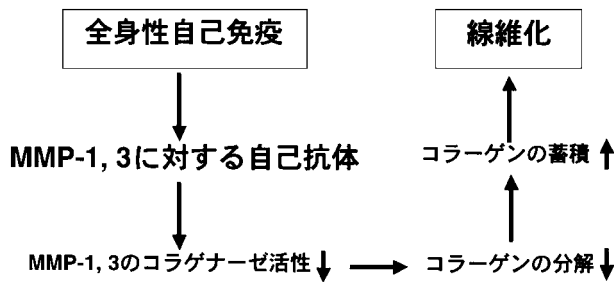 全身性自己免疫
線維化
MMP-1, 3に対する自己抗体
コラーゲンの蓄積
MMP-1, 3のコラゲナーゼ活性
コラーゲンの分解